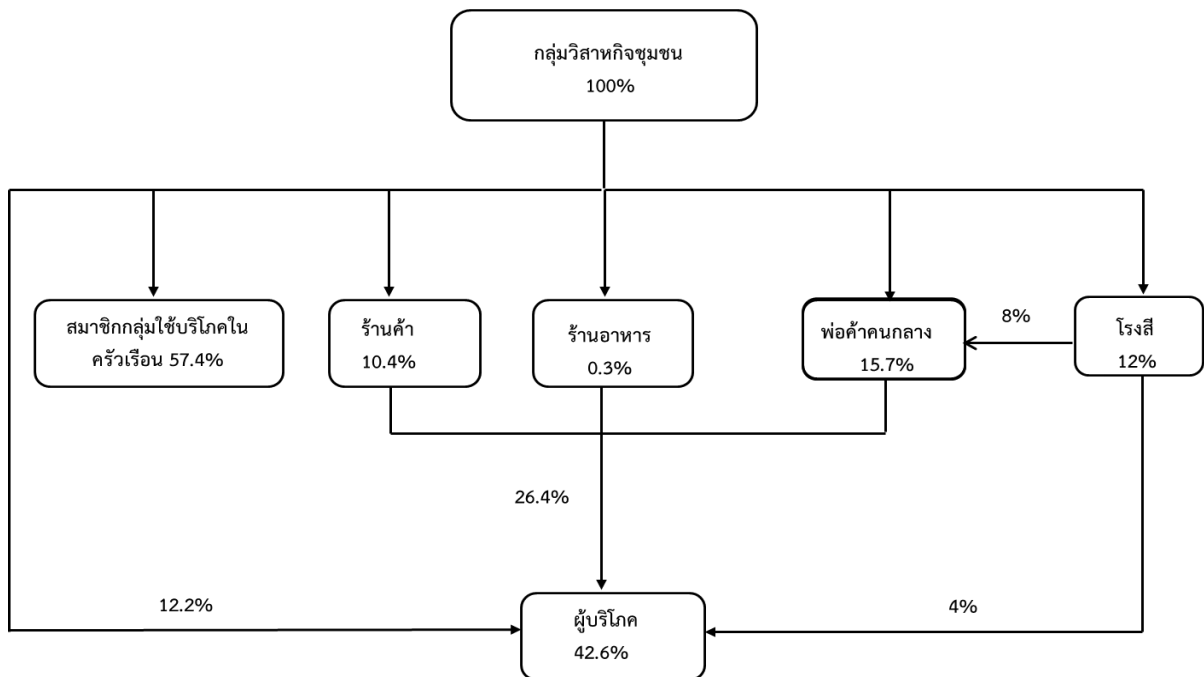 กลุ่มวิสาหกิจชุมชน
100%
สมาชิกกลุ่มใช้บริโภคใน
ครัวเรือน 57.4%
ร้านค้า
10.4%
ร้านอาหาร
0.3%
พ่อค้าคนกลาง
15.7%
8%
โรงสี
12%
26.4%
12.2%
ผู้บริโภค
42.6%
4%